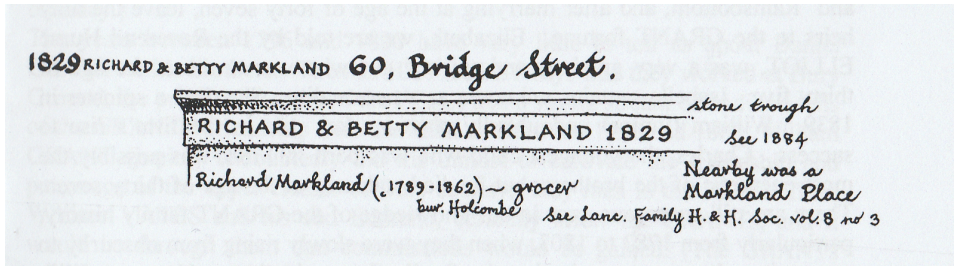 1829 RICHARD & BETTY MARKLAND 60, Bridge Street.
stone trough
RICHARD & BETTY MARKLAND 1829
See 1884
Richard Markland (.1789-1862) - grocer
bur. Holcombe
Nearby was a
Markland Place
See Lanc. Family H. & H. Soc. vol. 8 no 3